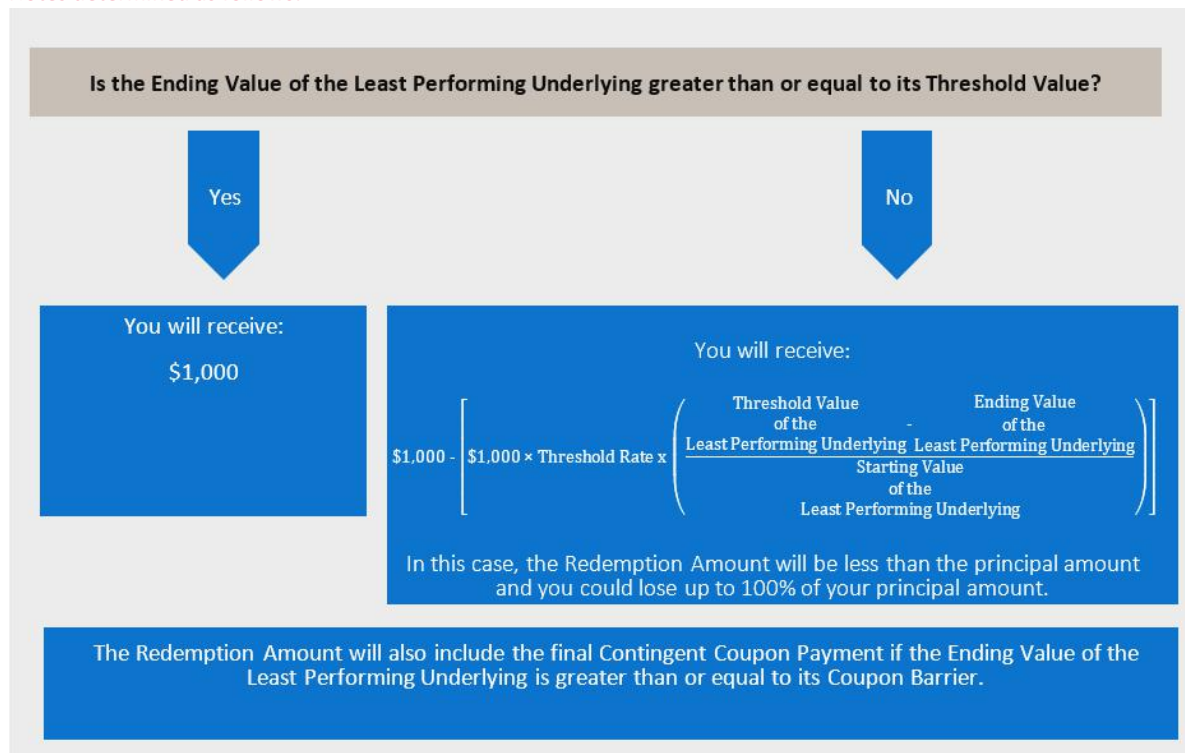 Is the Ending Value of the Least Performing Underlying greater than or equal to its Threshold Value?
Yes
No
You will receive:
$1,000
You will receive:
$1,000 - [$1,000 × Threshold Rate x (
Threshold Value
of the
Least Performing Underlying
-
Ending Value
of the
Least Performing Underlying
Starting Value
of the
Least Performing Underlying
)]
In this case, the Redemption Amount will be less than the principal amount
and you could lose up to 100% of your principal amount.
The Redemption Amount will also include the final Contingent Coupon Payment if the Ending Value of the
Least Performing Underlying is greater than or equal to its Coupon Barrier.